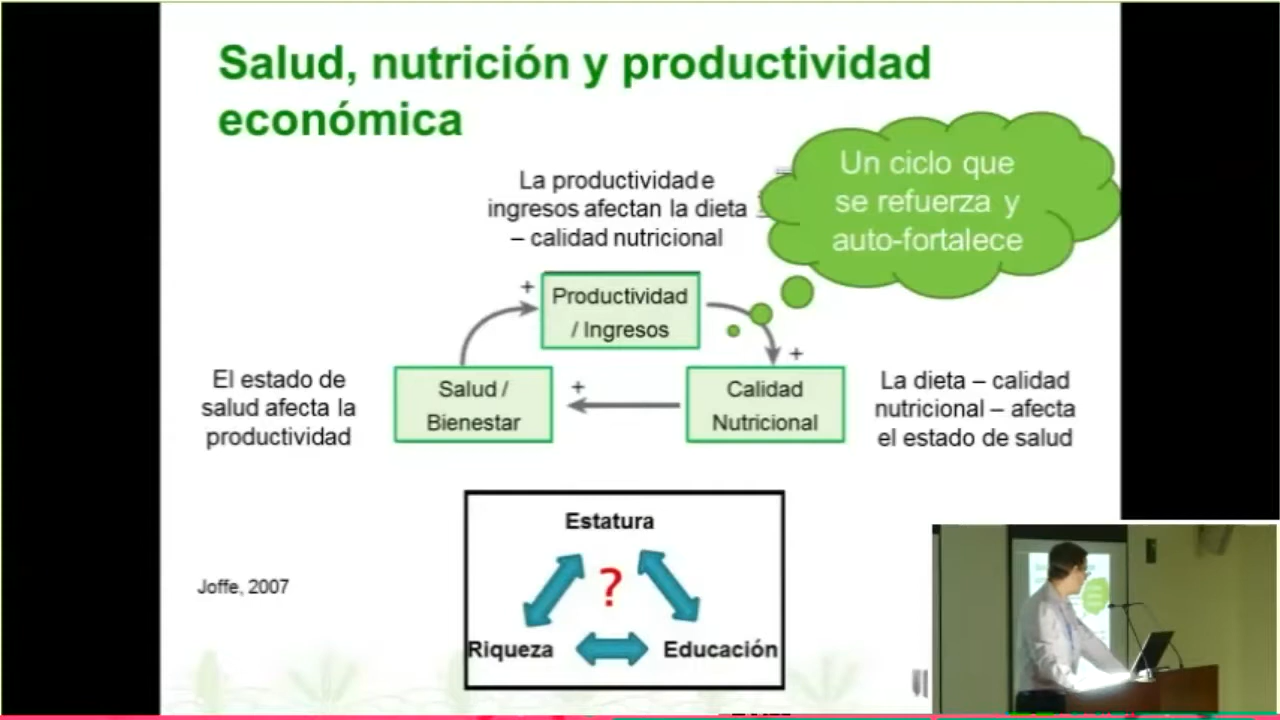 Salud, nutrición y productividad
económica
La productividad e
ingresos afectan la dieta
– calidad nutricional
Un ciclo que
se refuerza y
auto-fortalece
+
Productividad
/ Ingresos
+
El estado de
salud afecta la
productividad
Salud /
Bienestar
+
Calidad
Nutricional
La dieta – calidad
nutricional – afecta
el estado de salud
Estatura
?
Riqueza
Educación
Joffe, 2007